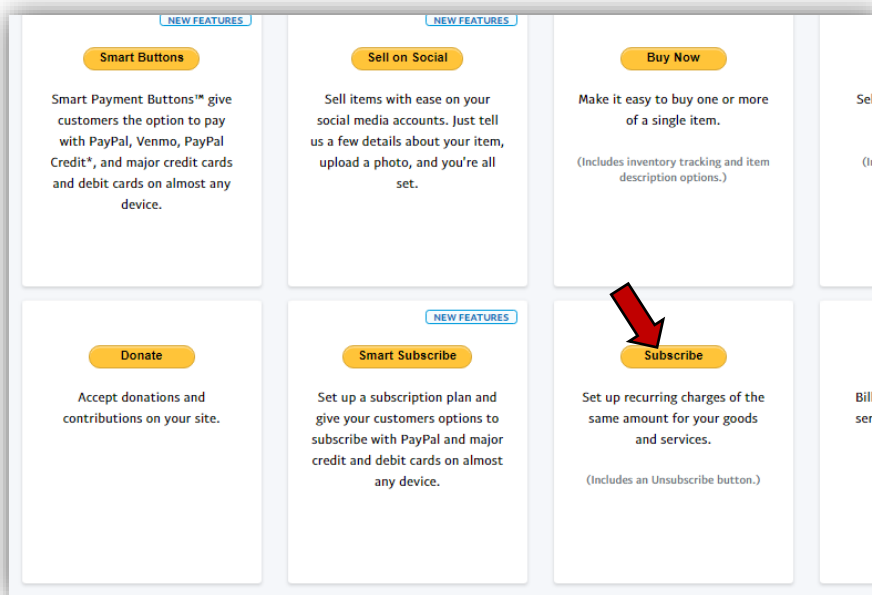 NEW FEATURES
Smart Buttons
Smart Payment Buttons™ give
customers the option to pay
with PayPal, Venmo, PayPal
Credit*, and major credit cards
and debit cards on almost any
device.
NEW FEATURES
Sell on Social
Sell items with ease on your
social media accounts. Just tell
us a few details about your item,
upload a photo, and you're all
set.
Buy Now
Make it easy to buy one or more
of a single item.
(Includes inventory tracking and item
description options.)
Donate
Accept donations and
contributions on your site.
NEW FEATURES
Smart Subscribe
Set up a subscription plan and
give your customers options to
subscribe with PayPal and major
credit and debit cards on almost
any device.
Subscribe
Set up recurring charges of the
same amount for your goods
and services.
(Includes an Unsubscribe button.)